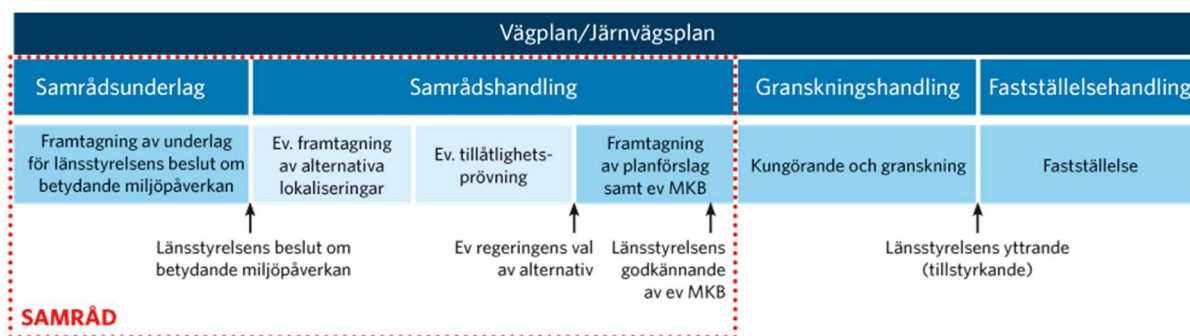 Vägplan/Järnvägsplan
Samrådsunderlag
Samrådshandling
Granskningshandling
Fastställelsehandling
Framtagning av underlag
för länsstyrelsens beslut om
betydande miljöpåverkan
Ev. framtagning
av alternativa
lokaliseringar
Ev. tillåtlighets-
prövning
Framtagning
av planförslag
samt ev MKB
Kungörande och granskning
Fastställelse
Länsstyrelsens beslut om
betydande miljöpåverkan
Ev regeringens val
av alternativ
Länsstyrelsens
godkännande
av ev MKB
Länsstyrelsens yttrande
(tillstyrkande)
SAMRÅD